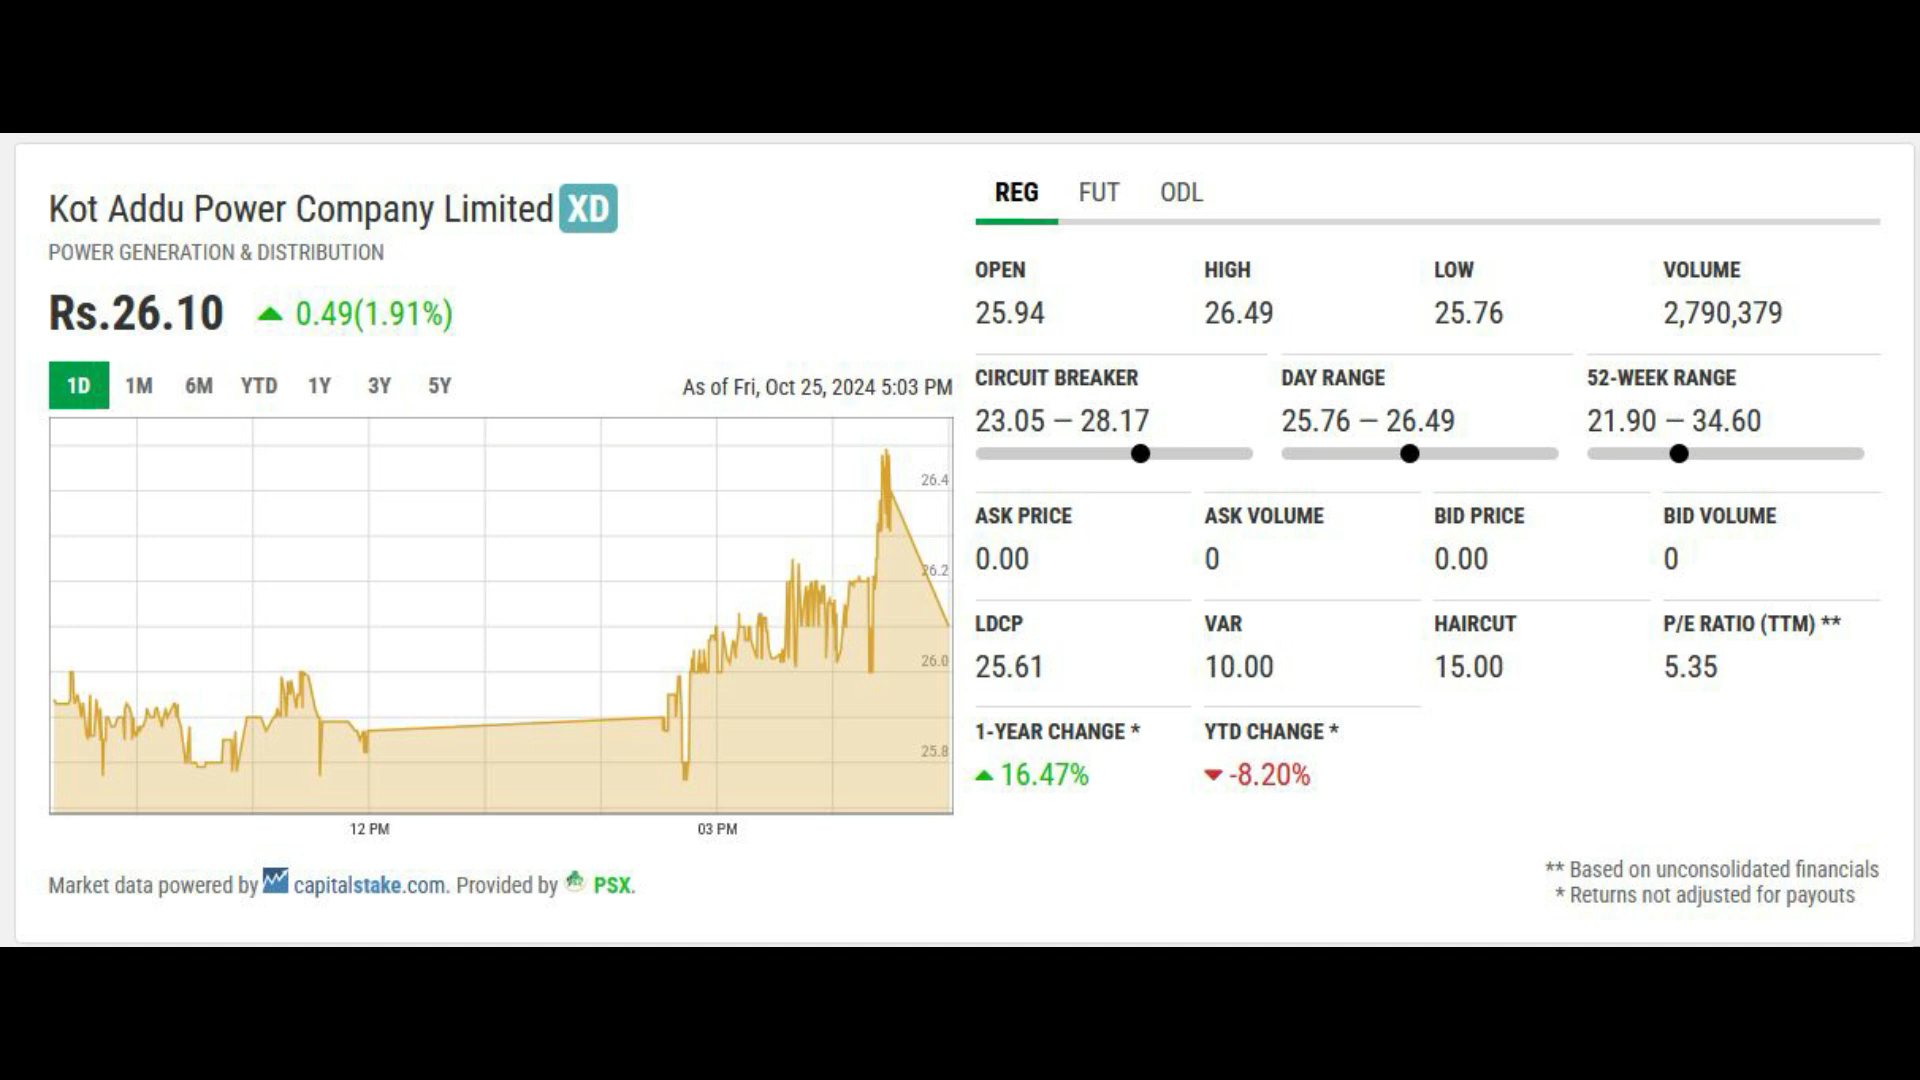 Kot Addu Power Company Limited XD
POWER GENERATION & DISTRIBUTION
Rs.26.10 ▲ 0.49(1.91%)
1D 1M 6M YTD 1Y 3Y 5Y
As of Fri, Oct 25, 2024 5:03 PM
26.4
26.2
26.0
25.8
12 PM 03 PM
Market data powered by capitalstake.com. Provided by PSX.
REG FUT ODL
OPEN HIGH LOW VOLUME
25.94 26.49 25.76 2,790,379
CIRCUIT BREAKER DAY RANGE 52-WEEK RANGE
23.05 — 28.17 25.76 — 26.49 21.90 — 34.60
ASK PRICE ASK VOLUME BID PRICE BID VOLUME
0.00 0 0.00 0
LDCP VAR HAIRCUT P/E RATIO (TTM) **
25.61 10.00 15.00 5.35
1-YEAR CHANGE * YTD CHANGE *
▲ 16.47% ▼ -8.20%
** Based on unconsolidated financials
* Returns not adjusted for payouts